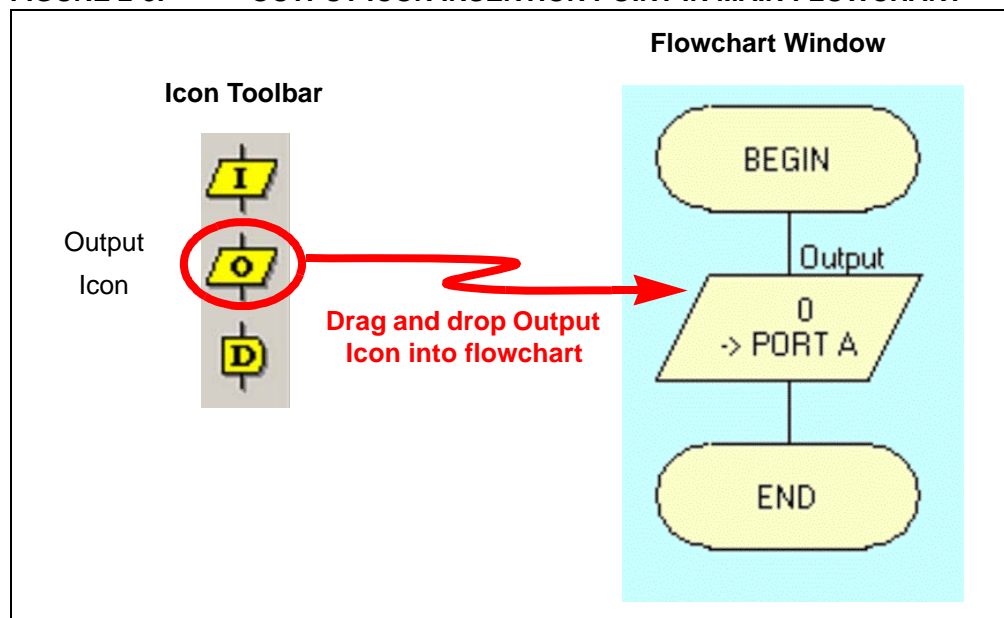 Flowchart Window
Icon Toolbar
I
Output
Icon
O
D
Drag and drop Output
Icon into flowchart
BEGIN
Output
0
-> PORT A
END